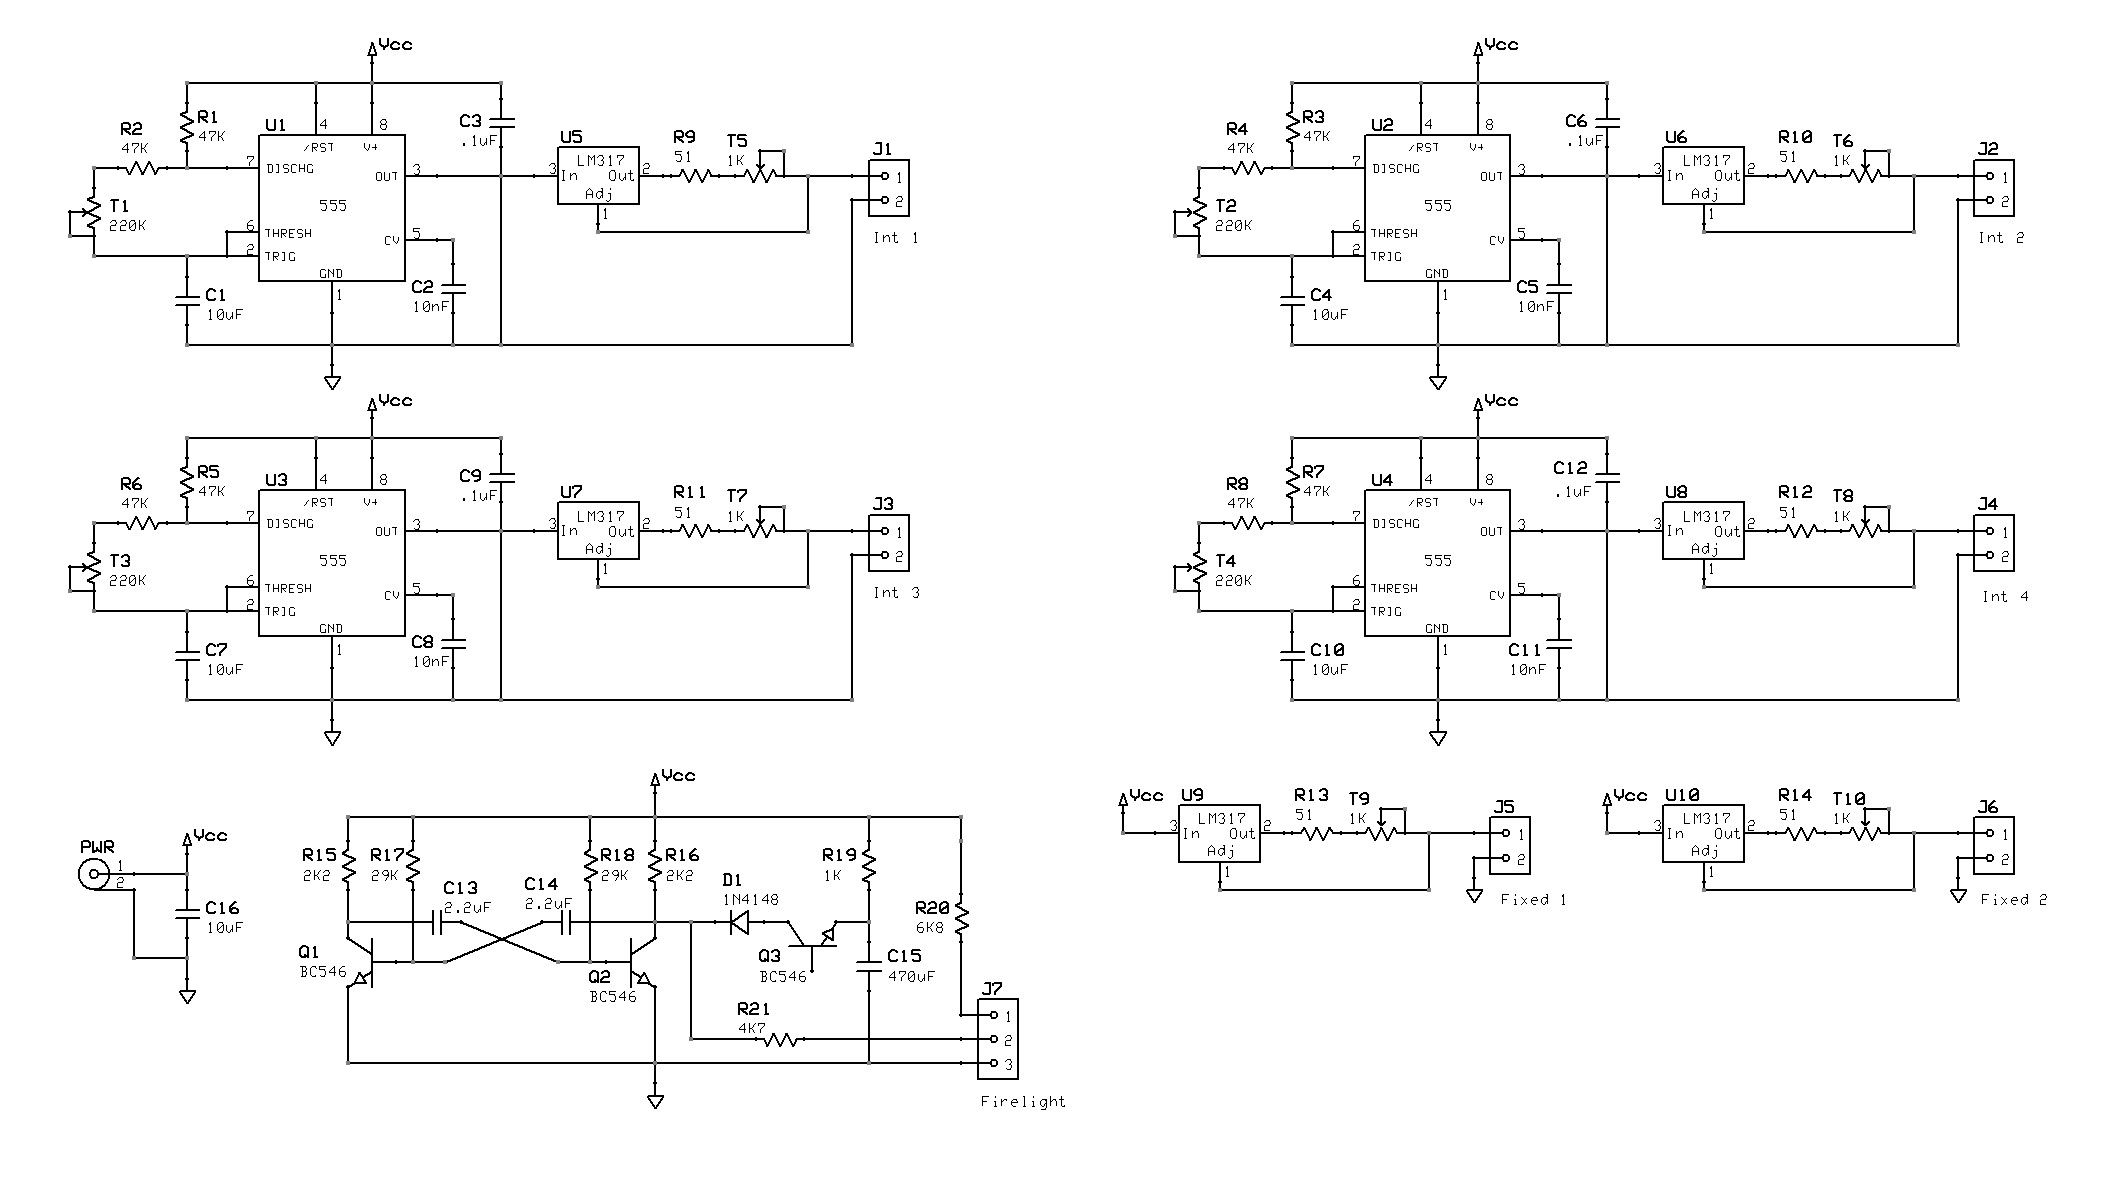 Vcc
R1
47K
R2
47K
U1
4
8
/RST
V+
7
DISCHG
OUT
3
555
6
THRESH
2
TRIG
CV
5
GND
1
T1
220K
C1
10uF
C2
10nF
C3
.1uF
U5
LM317
3
In
Out
2
Adj
1
R9
51
T5
1K
J1
1
2
Int 1
Vcc
R3
47K
R4
47K
U2
4
8
/RST
V+
7
DISCHG
OUT
3
555
6
THRESH
2
TRIG
CV
5
GND
1
T2
220K
C4
10uF
C5
10nF
C6
.1uF
U6
LM317
3
In
Out
2
Adj
1
R10
51
T6
1K
J2
1
2
Int 2
Vcc
R5
47K
R6
47K
U3
4
8
/RST
V+
7
DISCHG
OUT
3
555
6
THRESH
2
TRIG
CV
5
GND
1
T3
220K
C7
10uF
C8
10nF
C9
.1uF
U7
LM317
3
In
Out
2
Adj
1
R11
51
T7
1K
J3
1
2
Int 3
Vcc
R7
47K
R8
47K
U4
4
8
/RST
V+
7
DISCHG
OUT
3
555
6
THRESH
2
TRIG
CV
5
GND
1
T4
220K
C10
10uF
C11
10nF
C12
.1uF
U8
LM317
3
In
Out
2
Adj
1
R12
51
T8
1K
J4
1
2
Int 4
PWR
1
2
Vcc
C16
10uF
Vcc
R15
2K2
R17
29K
R18
29K
R16
2K2
R19
1K
C13
2.2uF
C14
2.2uF
D1
1N4148
R20
6K8
Q1
BC546
Q2
BC546
Q3
BC546
C15
470uF
R21
4K7
J7
1
2
3
Firelight
Vcc
U9
LM317
3
In
Out
2
Adj
1
R13
51
T9
1K
J5
1
2
Fixed 1
Vcc
U10
LM317
3
In
Out
2
Adj
1
R14
51
T10
1K
J6
1
2
Fixed 2